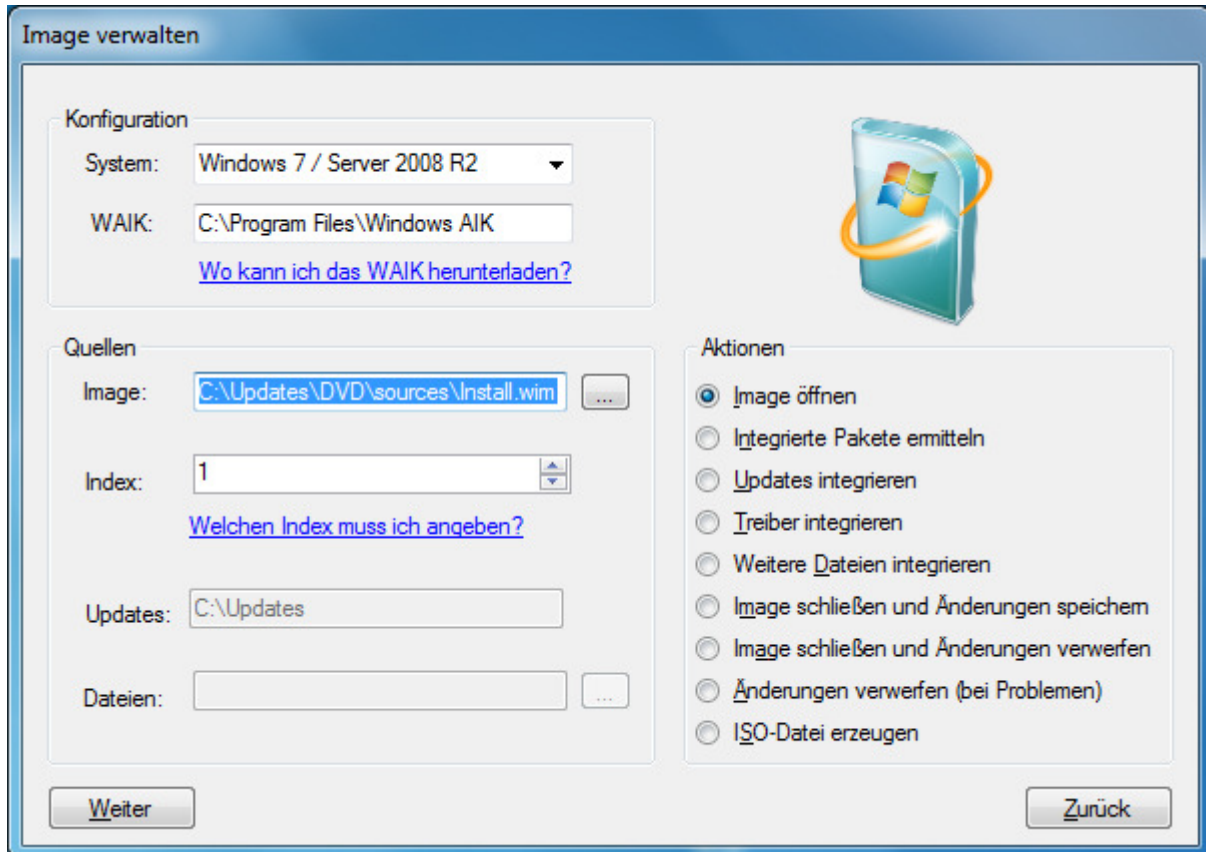 Image verwalten
Konfiguration
System: Windows 7 / Server 2008 R2
WAIK: C:\Program Files\Windows AIK
Wo kann ich das WAIK herunterladen?
Quellen
Image: C:\Updates\DVD\sources\Install.wim ...
Index: 1
Welchen Index muss ich angeben?
Updates: C:\Updates
Dateien: ...
Aktionen
Image öffnen
Integrierte Pakete ermitteln
Updates integrieren
Treiber integrieren
Weitere Dateien integrieren
Image schließen und Änderungen speichern
Image schließen und Änderungen verwerfen
Änderungen verwerfen (bei Problemen)
ISO-Datei erzeugen
Weiter
Zurück